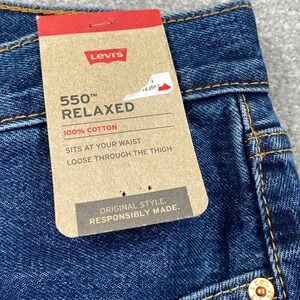 Levi's
550™
RELAXED
100% COTTON
SITS AT YOUR WAIST
LOOSE THROUGH THE THIGH
ORIGINAL STYLE.
RESPONSIBLY MADE.